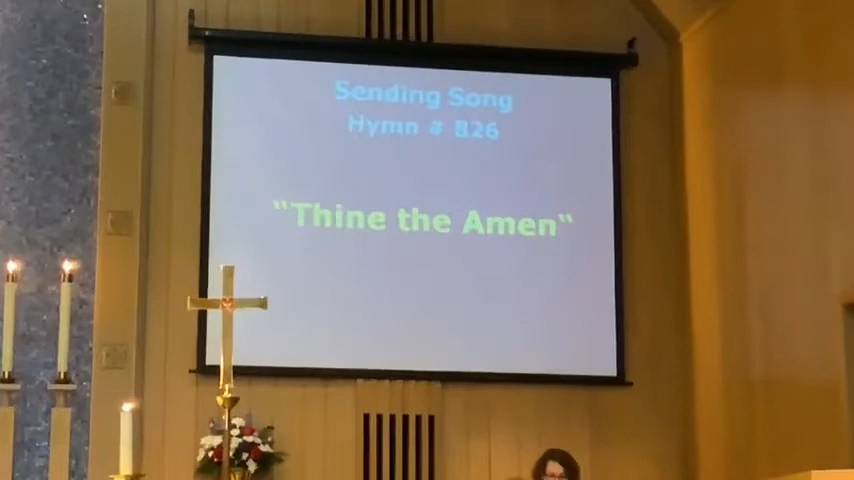 Sending Song
Hymn # 826
“Thine the Amen“